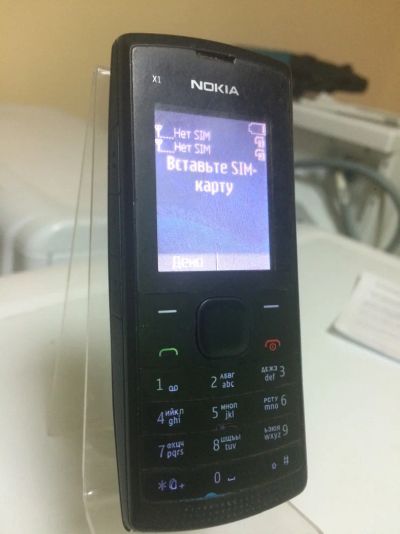 X1
NOKIA
Нет SIM
Нет SIM
Вставьте SIM-
карту
Демо
1
2 АБВГ abc
ДЕЖЗ def 3
4 ИЙКЛ ghi
5 МНОП jkl
РСТУ mno 6
7 ФХЦЧ pqrs
8 ШЩЪЫ tuv
ЬЭЮЯ wxyz 9
* +
0
#